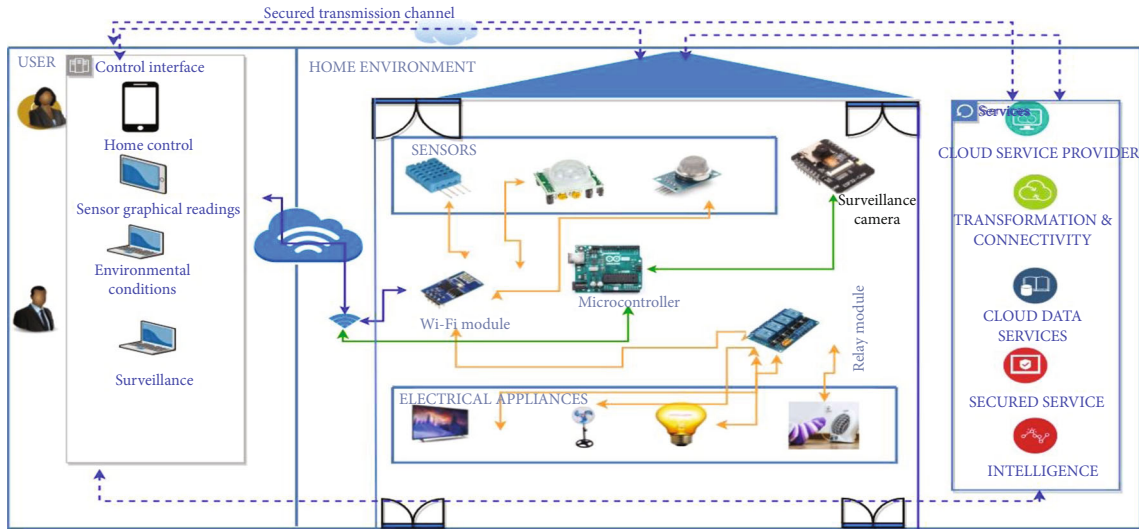 Secured transmission channel
USER
Control interface
Home control
Sensor graphical readings
Environmental
conditions
Surveillance
HOME ENVIRONMENT
SENSORS
Surveillance
camera
Microcontroller
Wi-Fi module
Relay module
ELECTRICAL APPLIANCES
Services
CLOUD SERVICE PROVIDER
TRANSFORMATION &
CONNECTIVITY
CLOUD DATA
SERVICES
SECURED SERVICE
INTELLIGENCE